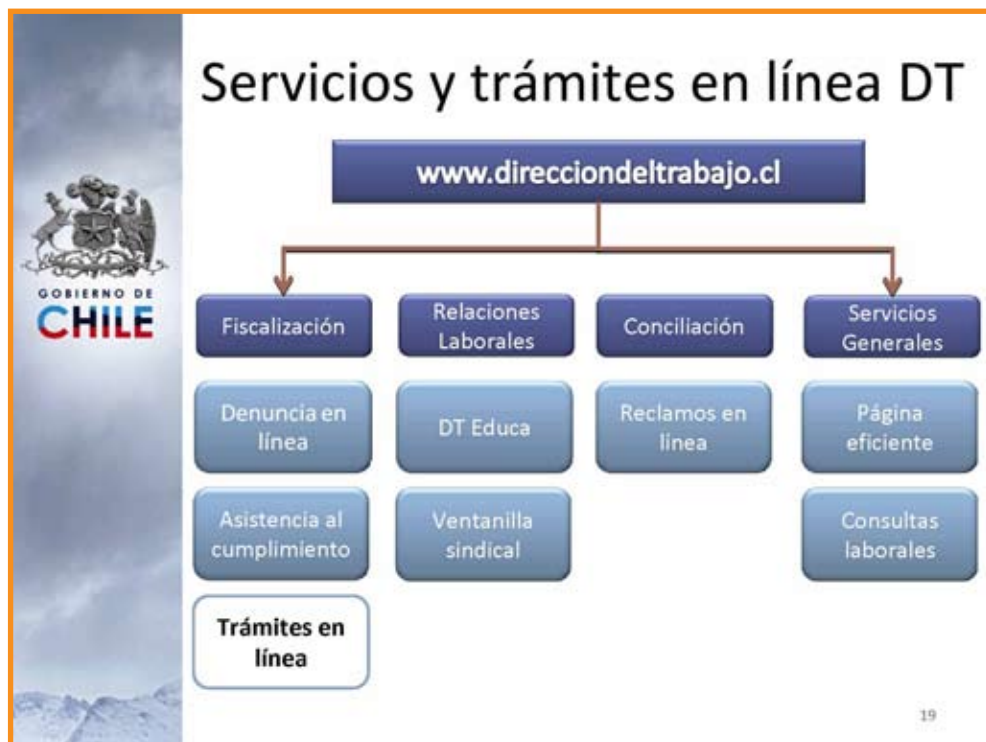 Servicios y trámites en línea DT
www.direcciondeltrabajo.cl
GOBIERNO DE
CHILE
Fiscalización
Relaciones
Laborales
Conciliación
Servicios
Generales
Denuncia en
línea
DT Educa
Reclamos en
línea
Página
eficiente
Asistencia al
cumplimiento
Ventanilla
sindical
Consultas
laborales
Trámites en
línea
19